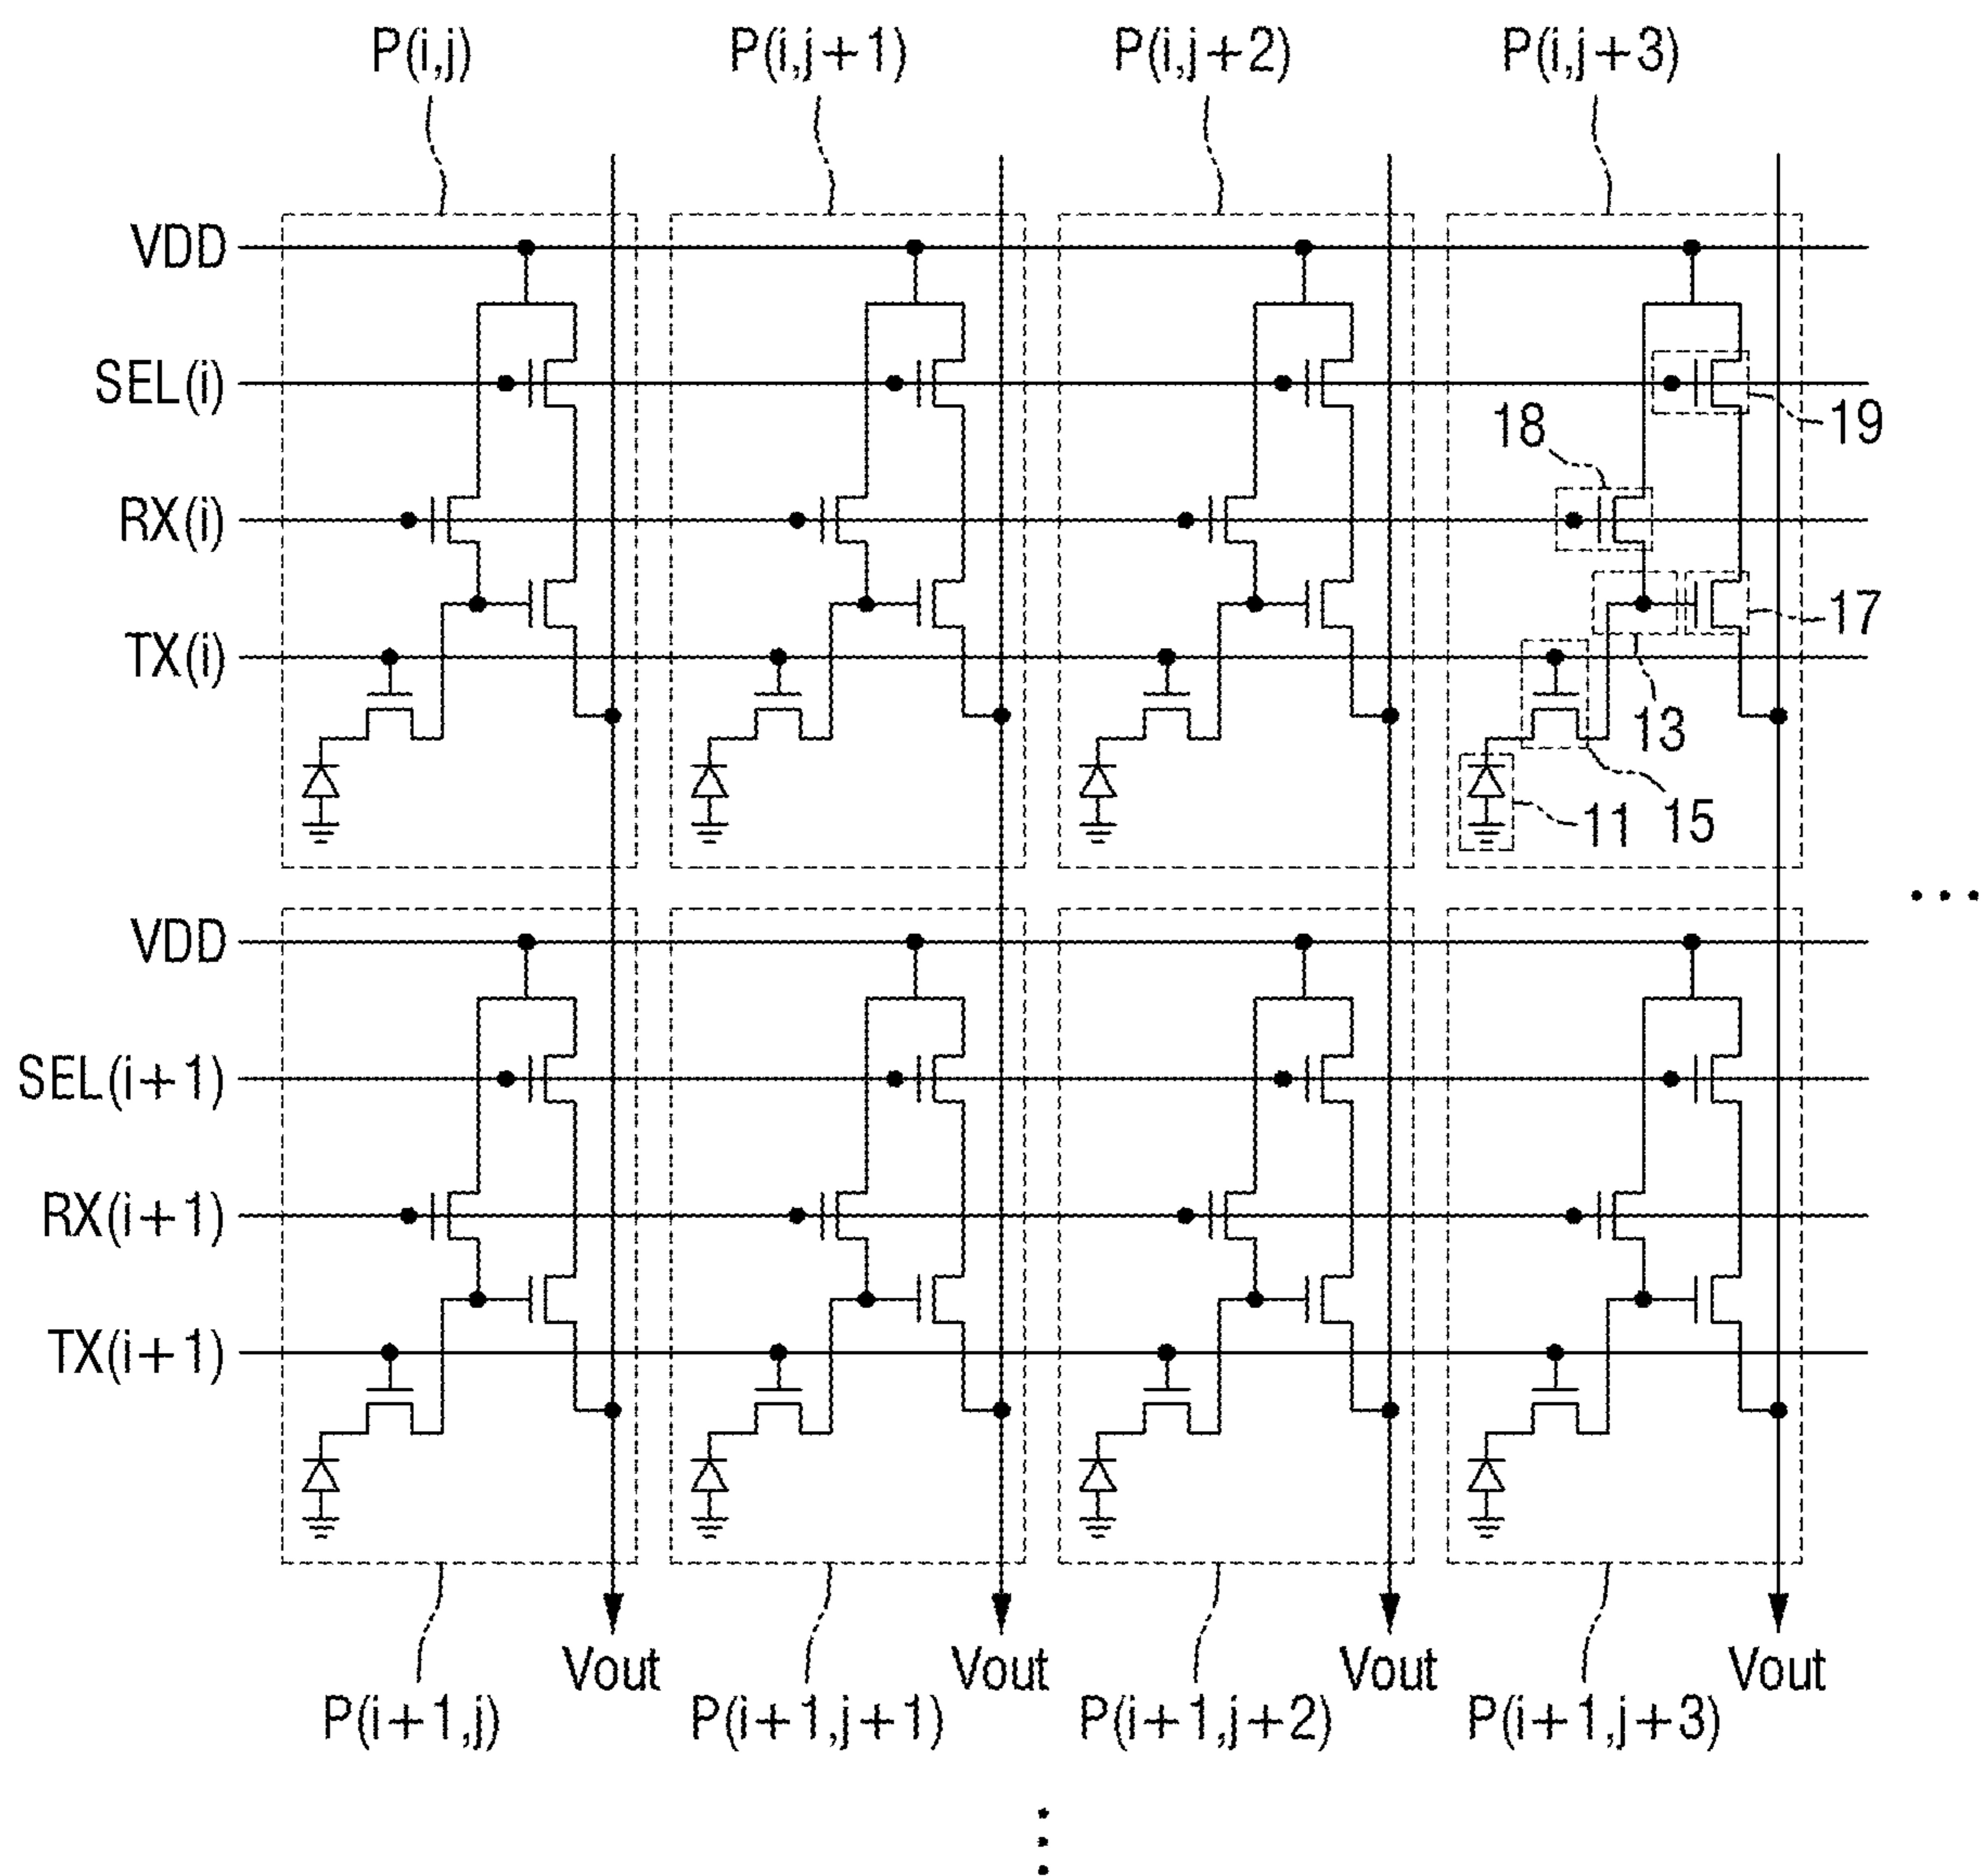 P(i,j) P(i,j+1) P(i,j+2) P(i,j+3)
VDD
SEL(i)
19
18
RX(i)
17
TX(i)
13
15
11
...
VDD
SEL(i+1)
RX(i+1)
TX(i+1)
Vout Vout Vout Vout
P(i+1,j) P(i+1,j+1) P(i+1,j+2) P(i+1,j+3)